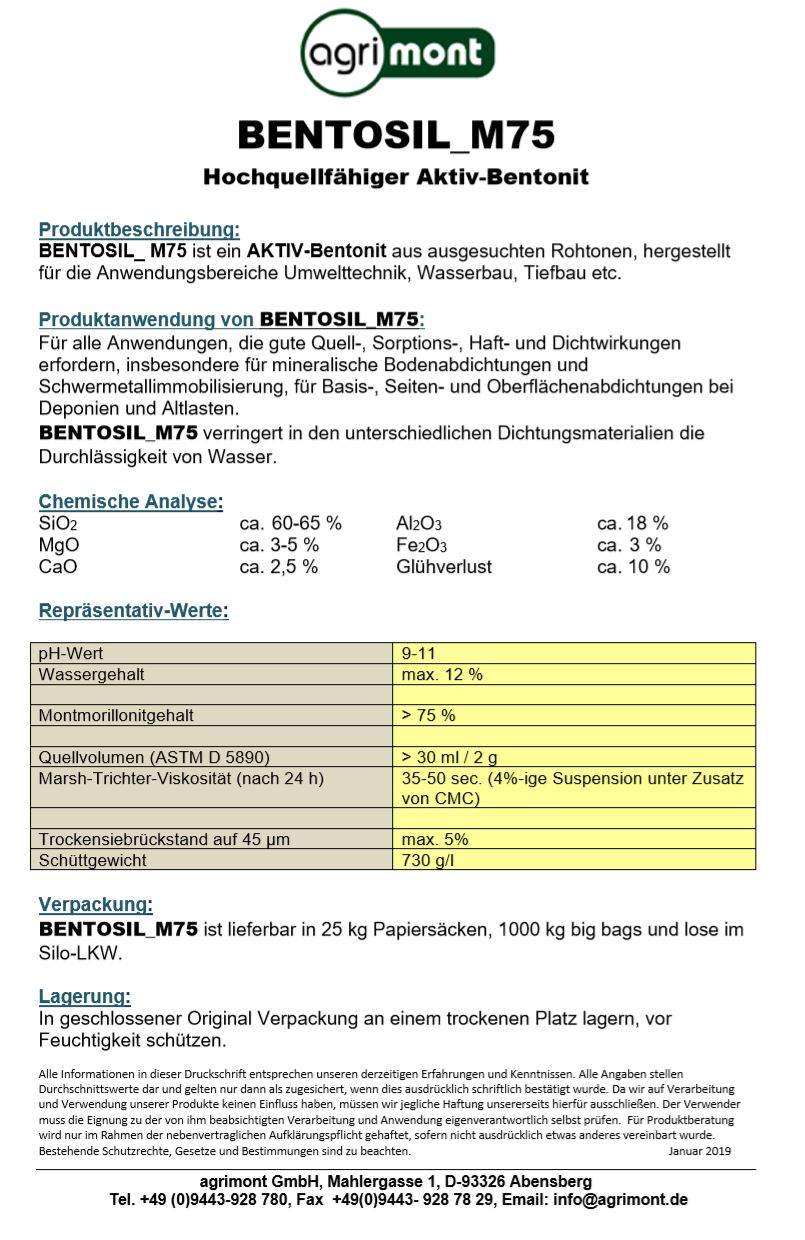 agrimont
BENTOSIL_M75
Hochquellfähiger Aktiv-Bentonit
Produktbeschreibung:
BENTOSIL_ M75 ist ein AKTIV-Bentonit aus ausgesuchten Rohtonen, hergestellt
für die Anwendungsbereiche Umwelttechnik, Wasserbau, Tiefbau etc.
Produktanwendung von BENTOSIL_M75:
Für alle Anwendungen, die gute Quell-, Sorptions-, Haft- und Dichtwirkungen
erfordern, insbesondere für mineralische Bodenabdichtungen und
Schwermetallimmobilisierung, für Basis-, Seiten- und Oberflächenabdichtungen bei
Deponien und Altlasten.
BENTOSIL_M75 verringert in den unterschiedlichen Dichtungsmaterialien die
Durchlässigkeit von Wasser.
Chemische Analyse:
SiO2 ca. 60-65 % Al2O3 ca. 18 %
MgO ca. 3-5 % Fe2O3 ca. 3 %
CaO ca. 2,5 % Glühverlust ca. 10 %
Repräsentativ-Werte:
pH-Wert 9-11
Wassergehalt max. 12 %
Montmorillonitgehalt > 75 %
Quellvolumen (ASTM D 5890) > 30 ml / 2 g
Marsh-Trichter-Viskosität (nach 24 h) 35-50 sec. (4%-ige Suspension unter Zusatz
von CMC)
Trockensiebrückstand auf 45 µm max. 5%
Schüttgewicht 730 g/l
Verpackung:
BENTOSIL_M75 ist lieferbar in 25 kg Papiersäcken, 1000 kg big bags und lose im
Silo-LKW.
Lagerung:
In geschlossener Original Verpackung an einem trockenen Platz lagern, vor
Feuchtigkeit schützen.
Alle Informationen in dieser Druckschrift entsprechen unseren derzeitigen Erfahrungen und Kenntnissen. Alle Angaben stellen
Durchschnittswerte dar und gelten nur dann als zugesichert, wenn dies ausdrücklich schriftlich bestätigt wurde. Da wir auf Verarbeitung
und Verwendung unserer Produkte keinen Einfluss haben, müssen wir jegliche Haftung unsererseits hierfür ausschließen. Der Verwender
muss die Eignung zu der von ihm beabsichtigten Verarbeitung und Anwendung eigenverantwortlich selbst prüfen. Für Produktberatung
wird nur im Rahmen der nebenvertraglichen Aufklärungspflicht gehaftet, sofern nicht ausdrücklich etwas anderes vereinbart wurde.
Bestehende Schutzrechte, Gesetze und Bestimmungen sind zu beachten. Januar 2019
agrimont GmbH, Mahlergasse 1, D-93326 Abensberg
Tel. +49 (0)9443-928 780, Fax +49(0)9443- 928 78 29, Email: info@agrimont.de